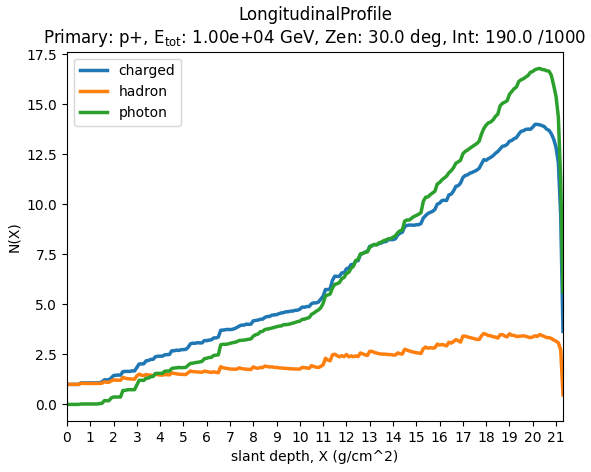 LongitudinalProfile
Primary: p+, E_tot: 1.00e+04 GeV, Zen: 30.0 deg, Int: 190.0 /1000
17.5
15.0
12.5
10.0
7.5
5.0
2.5
0.0
N(X)
charged
hadron
photon
0 1 2 3 4 5 6 7 8 9 10 11 12 13 14 15 16 17 18 19 20 21
slant depth, X (g/cm^2)